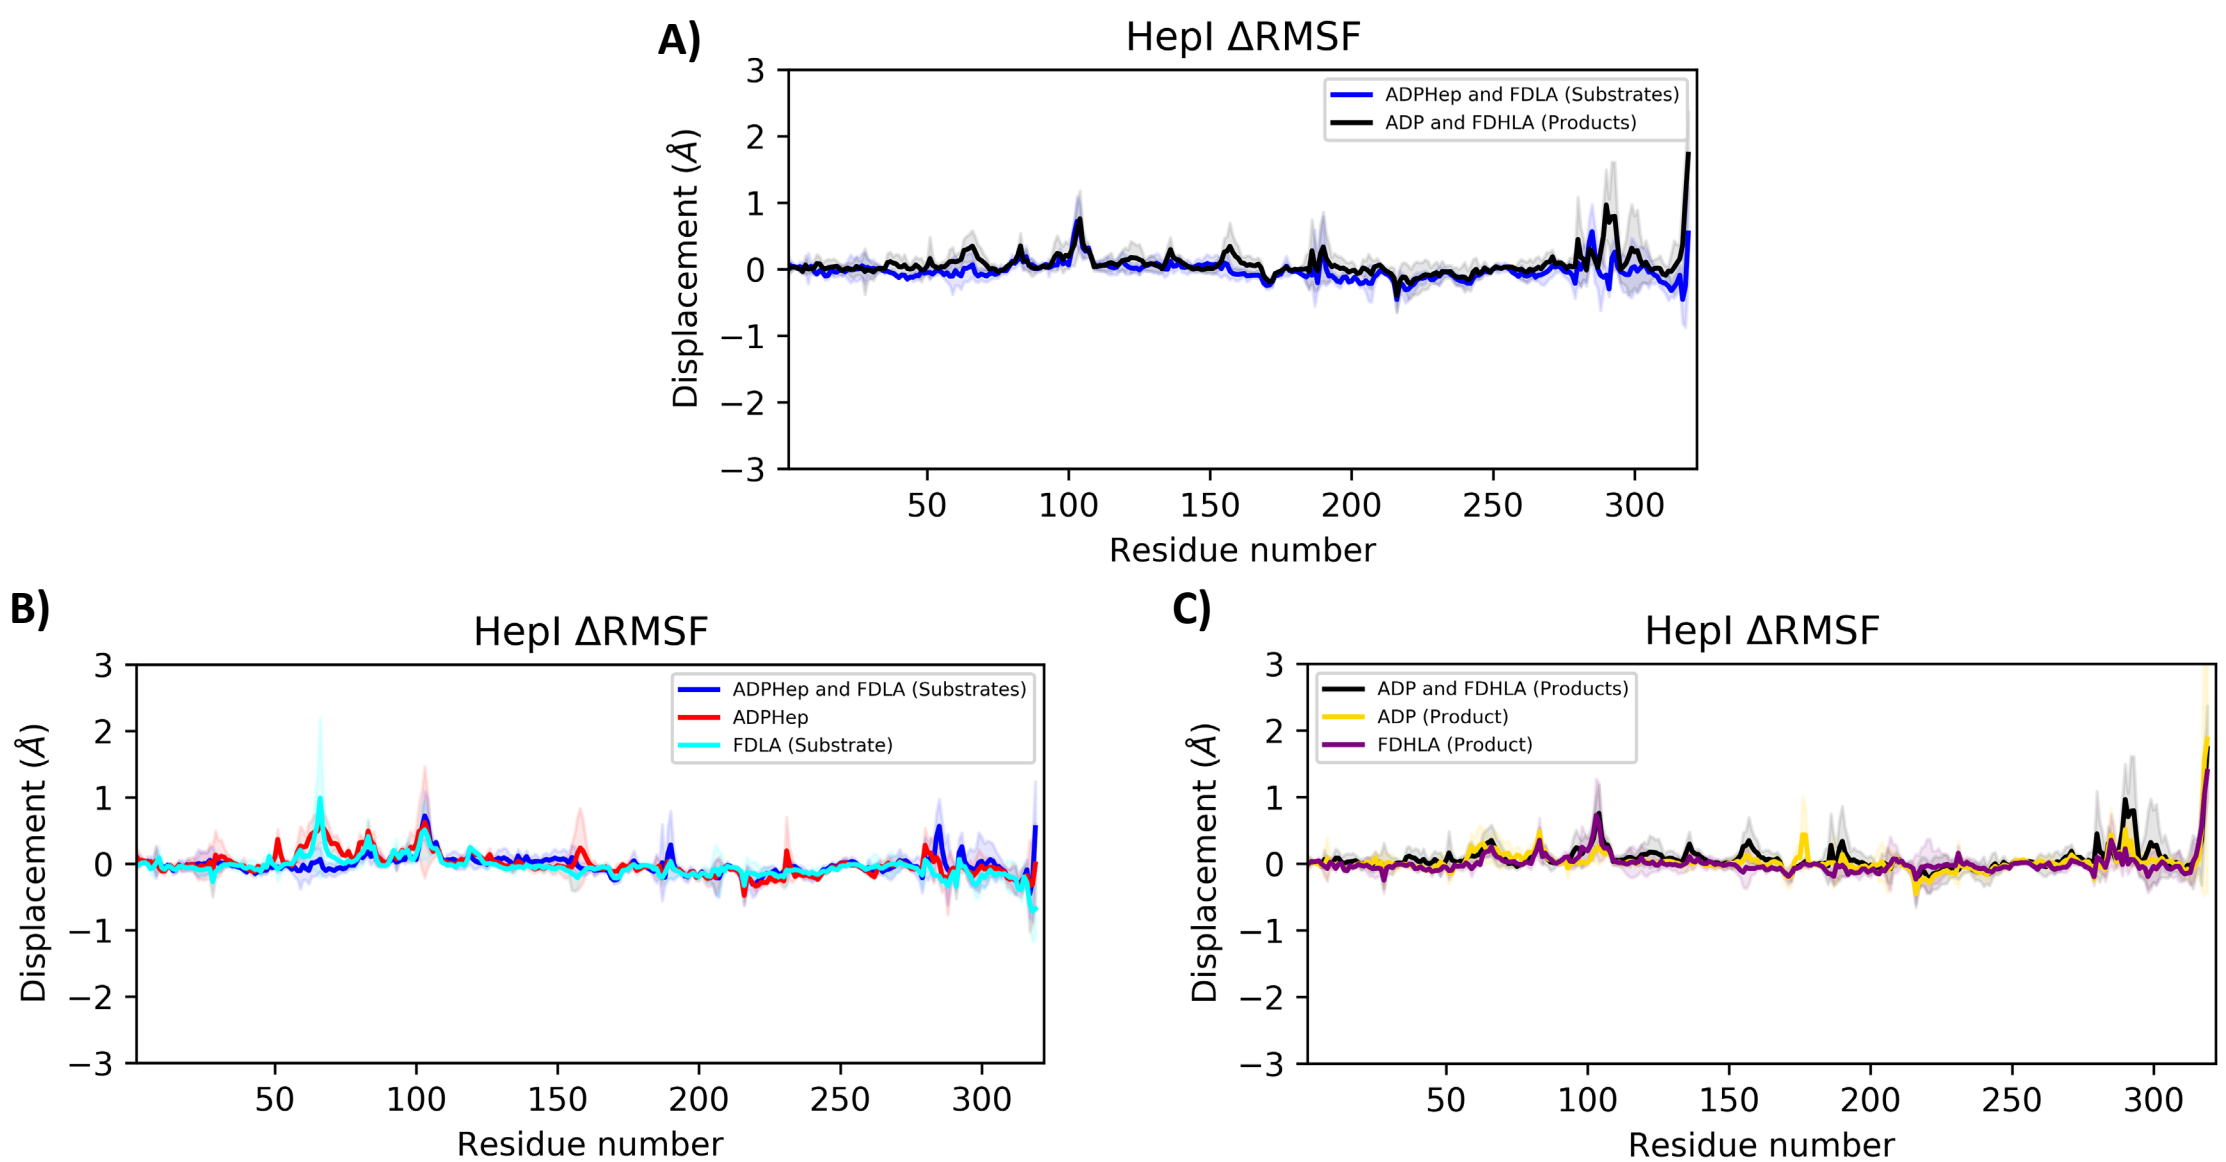 A)
HepI ΔRMSF
ADPHep and FDLA (Substrates)
ADP and FDHLA (Products)
Displacement (Å)
3
2
1
0
−1
−2
−3
50 100 150 200 250 300
Residue number
B)
HepI ΔRMSF
ADPHep and FDLA (Substrates)
ADPHep
FDLA (Substrate)
Displacement (Å)
3
2
1
0
−1
−2
−3
50 100 150 200 250 300
Residue number
C)
HepI ΔRMSF
ADP and FDHLA (Products)
ADP (Product)
FDHLA (Product)
Displacement (Å)
3
2
1
0
−1
−2
−3
50 100 150 200 250 300
Residue number